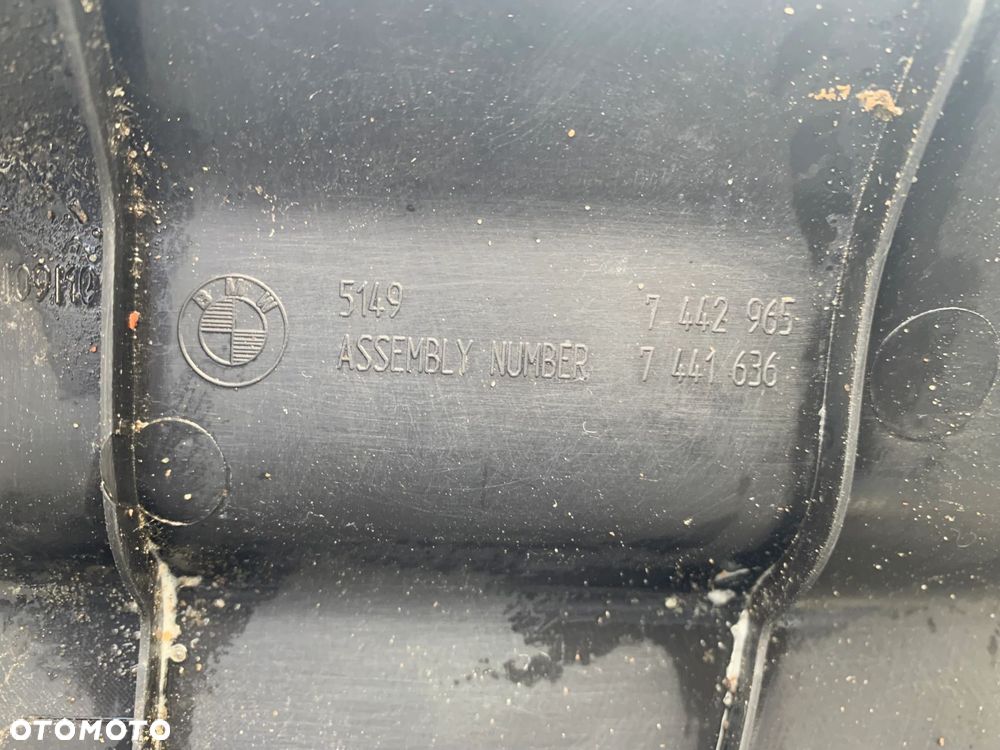 BMW
5149 7 442 965
ASSEMBLY NUMBER 7 441 636
OTOMOTO